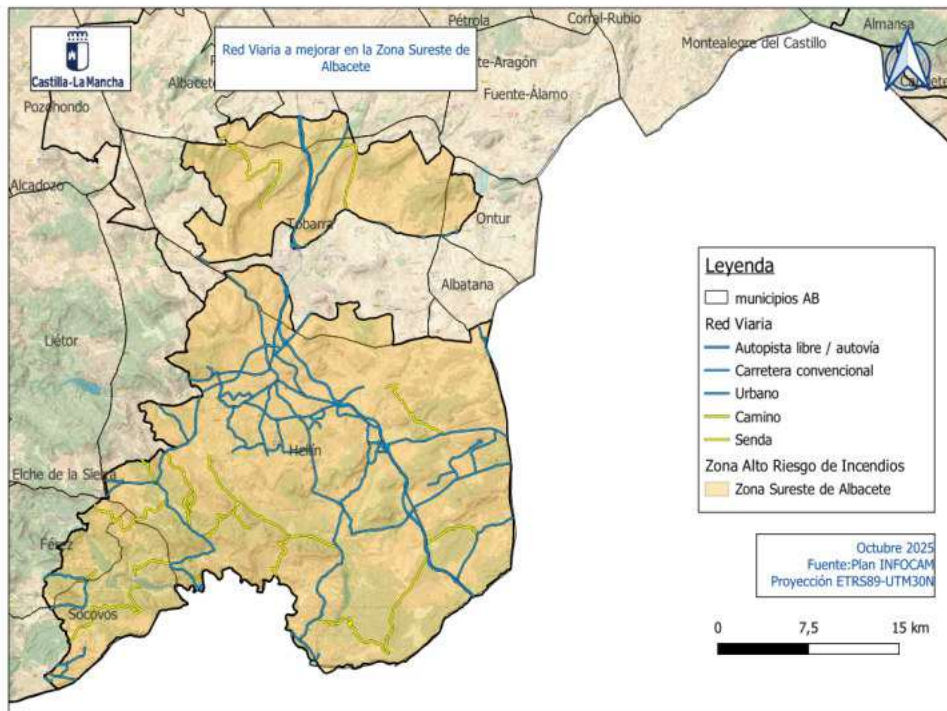 Pétrola
Corral-Rubio
Almansa
Castilla-La Mancha
Red Viaria a mejorar en la Zona Sureste de
Albacete
Montealegre del Castillo
Albacete
te-Aragón
Pozohondo
Fuente-Álamo
Alcadozo
Tobarra
Ontur
Albatana
Liétor
Hellín
Elche de la Sierra
Férez
Socovos
Leyenda
municipios AB
Red Viaria
Autopista libre / autovía
Carretera convencional
Urbano
Camino
Senda
Zona Alto Riesgo de Incendios
Zona Sureste de Albacete
Octubre 2025
Fuente:Plan INFOCAM
Proyección ETRS89-UTM30N
0 7,5 15 km